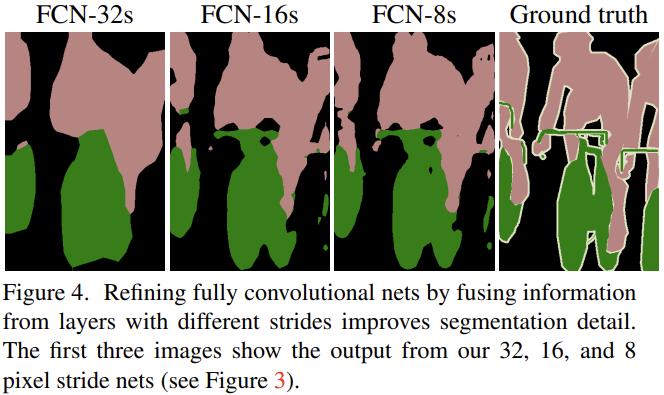 FCN-32s FCN-16s FCN-8s Ground truth
Figure 4. Refining fully convolutional nets by fusing information
from layers with different strides improves segmentation detail.
The first three images show the output from our 32, 16, and 8
pixel stride nets (see Figure 3).